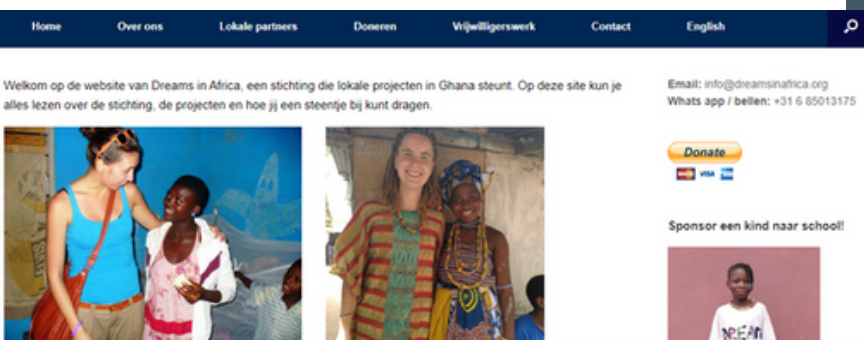 Home Over ons Lokale partners Doneren Vrijwilligerswerk Contact English
Welkom op de website van Dreams in Africa, een stichting die lokale projecten in Ghana steunt. Op deze site kun je
alles lezen over de stichting, de projecten en hoe jij een steentje bij kunt dragen.
Email: info@dreamsinafrica.org
Whats app / bellen: +31 6 85013175
Donate
VISA
Sponsor een kind naar school!